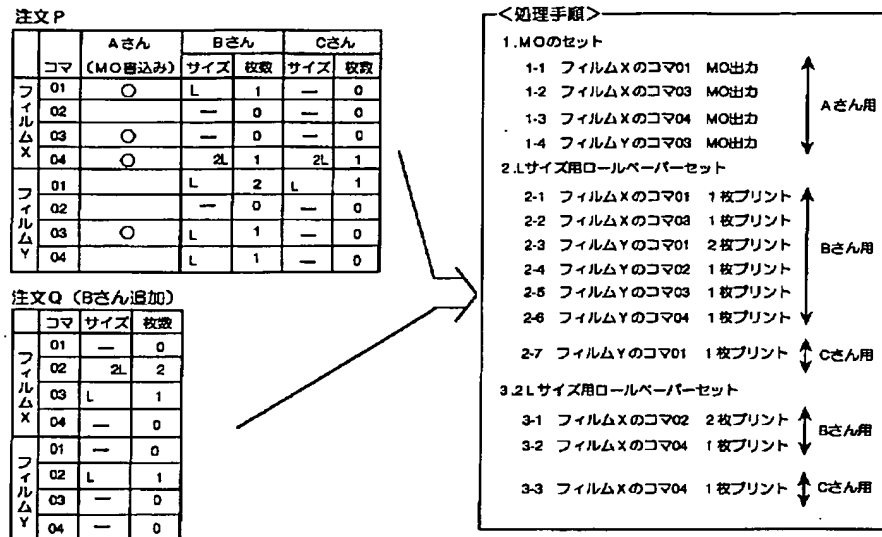 注文P
Aさん Bさん Cさん
コマ (MO書込み) サイズ 枚数 サイズ 枚数
フィルムX
01 ○ L 1 — 0
02 — 0 — 0
03 ○ — 0 — 0
04 ○ 2L 1 2L 1
フィルムY
01 L 2 L 1
02 — 0 — 0
03 ○ L 1 — 0
04 L 1 — 0
注文Q (Bさん追加)
コマ サイズ 枚数
フィルムX
01 — 0
02 2L 2
03 L 1
04 — 0
フィルムY
01 — 0
02 L 1
03 — 0
04 — 0
<処理手順>
1.MOのセット
1-1 フィルムXのコマ01 MO出力
1-2 フィルムXのコマ03 MO出力
1-3 フィルムXのコマ04 MO出力
1-4 フィルムYのコマ03 MO出力
Aさん用
2.Lサイズ用ロールペーパーセット
2-1 フィルムXのコマ01 1枚プリント
2-2 フィルムXのコマ03 1枚プリント
2-3 フィルムYのコマ01 2枚プリント
2-4 フィルムYのコマ02 1枚プリント
2-5 フィルムYのコマ03 1枚プリント
2-6 フィルムYのコマ04 1枚プリント
Bさん用
2-7 フィルムYのコマ01 1枚プリント
Cさん用
3.2Lサイズ用ロールペーパーセット
3-1 フィルムXのコマ02 2枚プリント
3-2 フィルムXのコマ04 1枚プリント
Bさん用
3-3 フィルムXのコマ04 1枚プリント
Cさん用